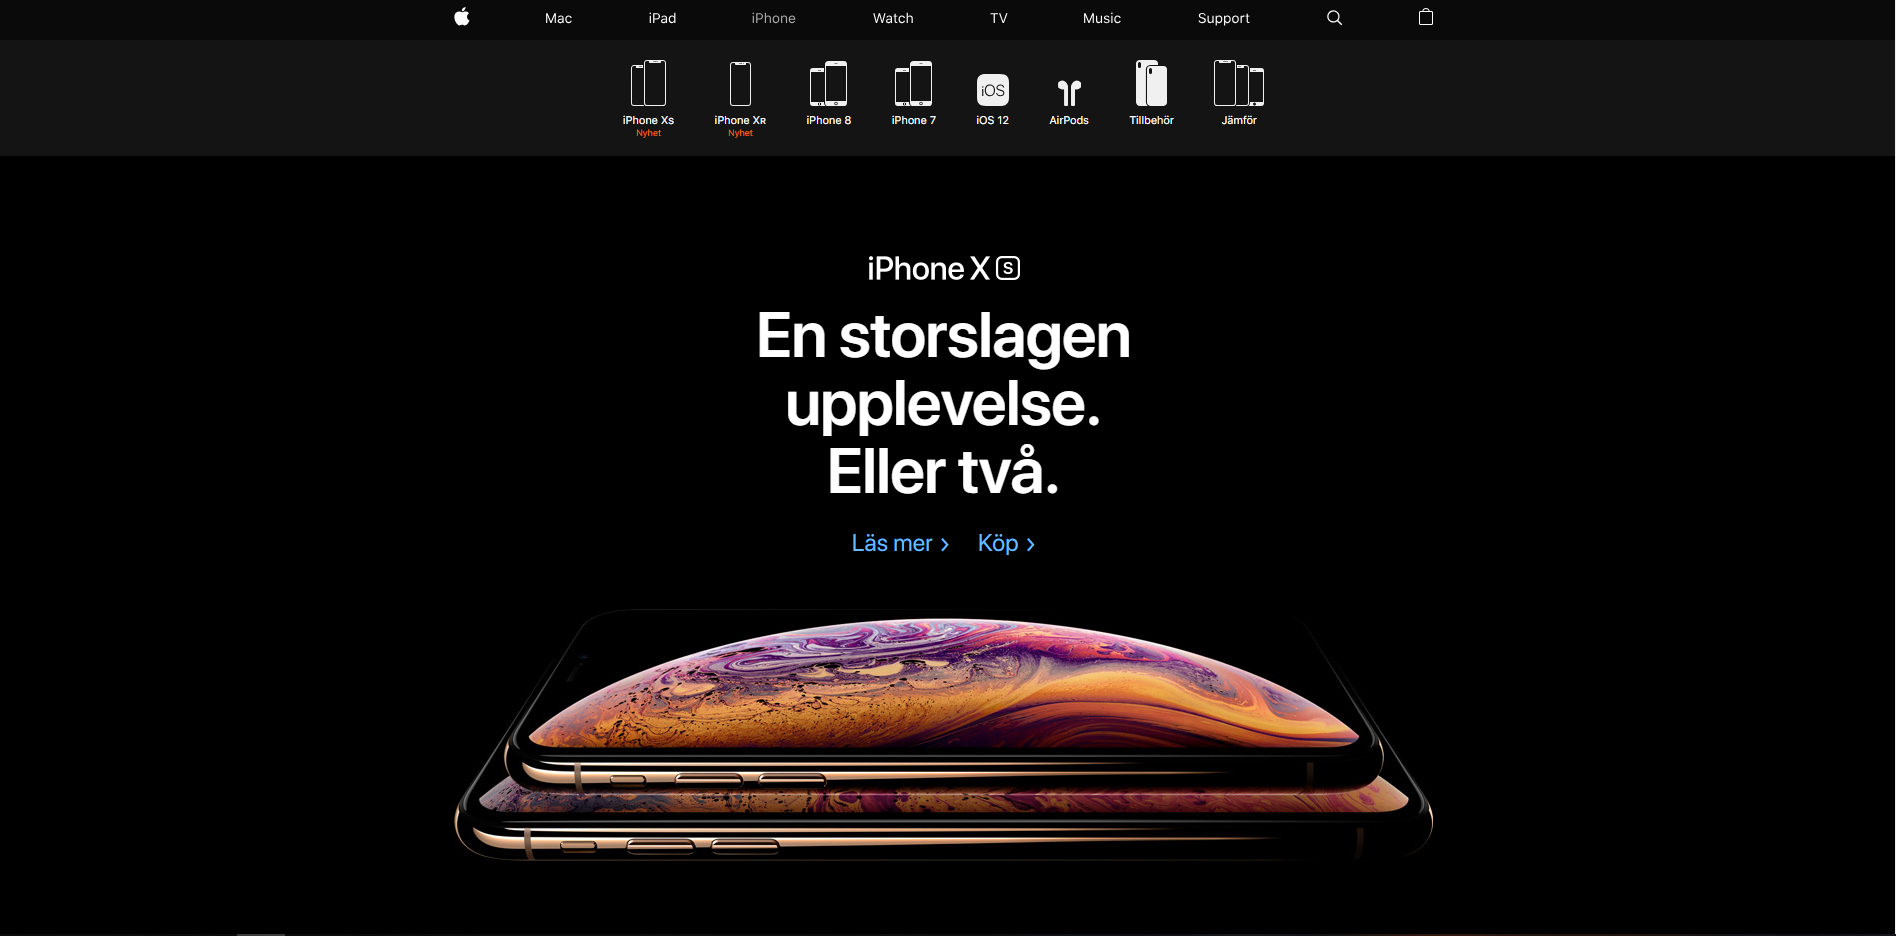 Mac iPad iPhone Watch TV Music Support
iOS
iPhone Xs iPhone XR iPhone 8 iPhone 7 iOS 12 AirPods Tillbehör Jämför
Nyhet Nyhet
iPhone XS
En storslagen
upplevelse.
Eller två.
Läs mer › Köp ›